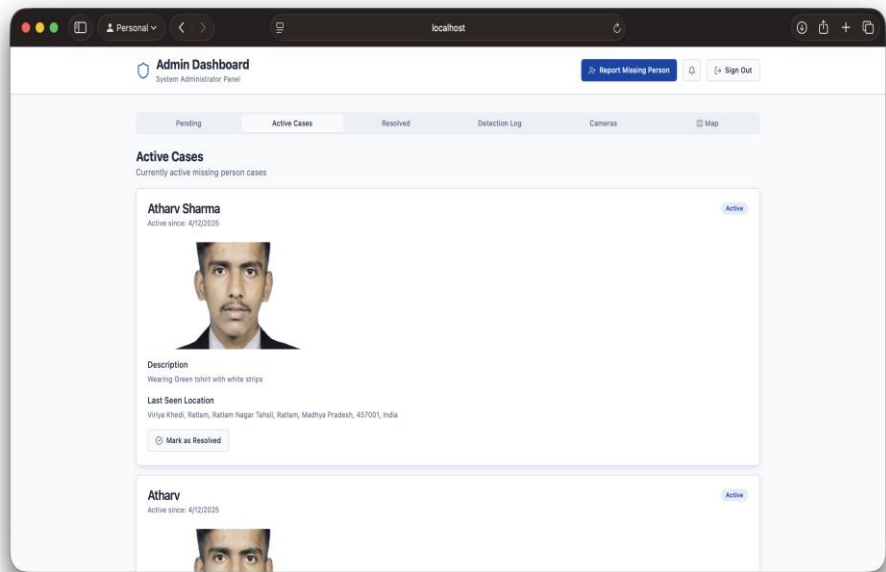 Personal
localhost
Admin Dashboard
System Administrator Panel
Report Missing Person
Sign Out
Pending
Active Cases
Resolved
Detection Log
Cameras
Map
Active Cases
Currently active missing person cases
Atharv Sharma
Active
Active since: 4/12/2025
Description
Wearing Green tshirt with white strips
Last Seen Location
Viriya Khedi, Ratlam, Ratlam Nagar Tahsil, Ratlam, Madhya Pradesh, 457001, India
Mark as Resolved
Atharv
Active
Active since: 4/12/2025